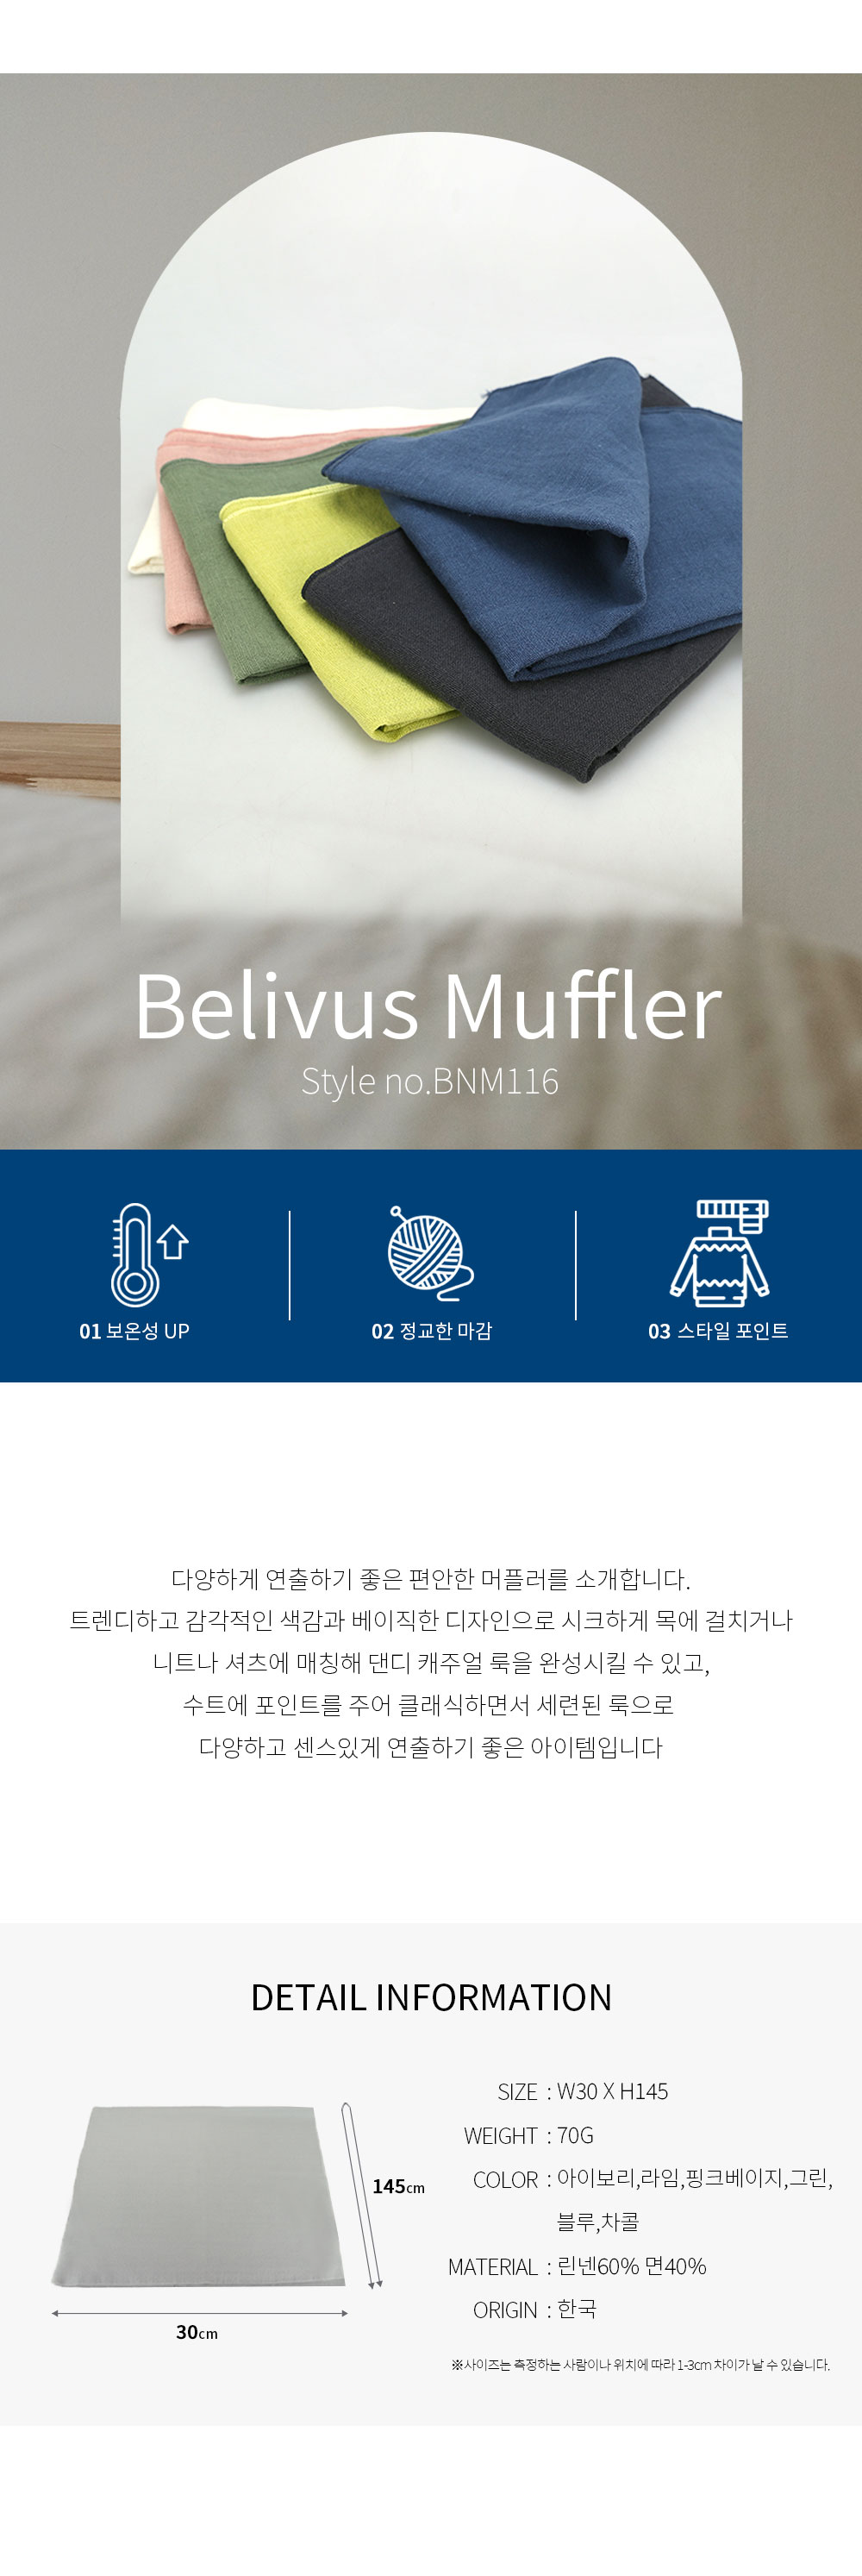 Belivus Muffler
Style no.BNM116
01 보온성 UP
02 정교한 마감
03 스타일 포인트
다양하게 연출하기 좋은 편안한 머플러를 소개합니다.
트렌디하고 감각적인 색감과 베이직한 디자인으로 시크하게 목에 걸치거나
니트나 셔츠에 매칭해 댄디 캐주얼 룩을 완성시킬 수 있고,
수트에 포인트를 주어 클래식하면서 세련된 룩으로
다양하고 센스있게 연출하기 좋은 아이템입니다
DETAIL INFORMATION
145cm
30cm
SIZE : W30 X H145
WEIGHT : 70G
COLOR : 아이보리,라임,핑크베이지,그린,
블루,차콜
MATERIAL : 린넨60% 면40%
ORIGIN : 한국
※사이즈는 측정하는 사람이나 위치에 따라 1-3cm 차이가 날 수 있습니다.